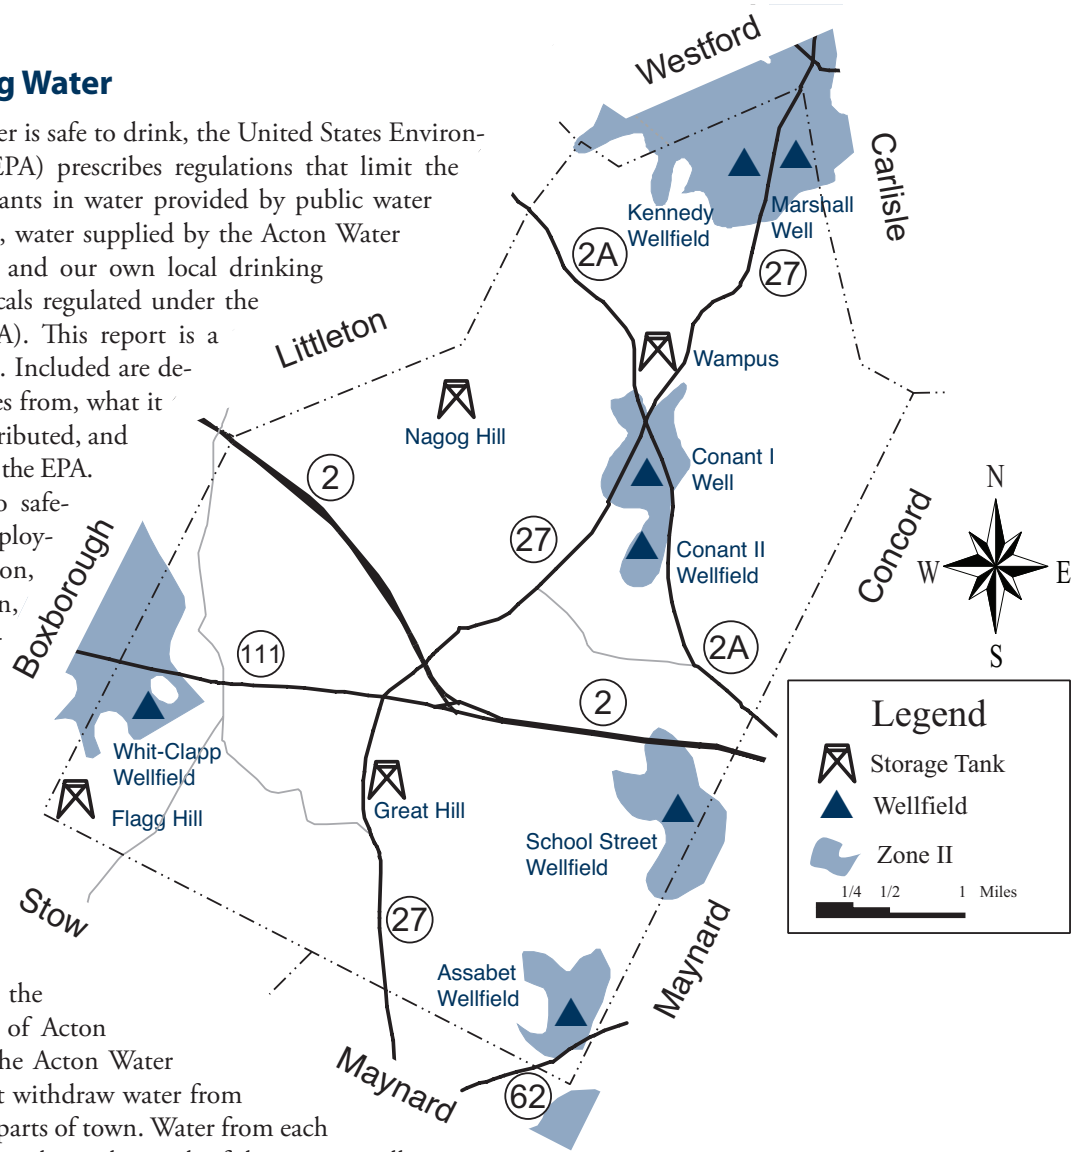 g Water
er is safe to drink, the United States Environ-
EPA) prescribes regulations that limit the
ants in water provided by public water
, water supplied by the Acton Water
and our own local drinking
cals regulated under the
A). This report is a
. Included are de-
es from, what it
ributed, and
the EPA.
o safe-
ploy-
on,
n,
the
of Acton
he Acton Water
t withdraw water from
parts of town. Water from each
Westford
Carlisle
Kennedy
Wellfield
Marshall
Well
2A
27
Littleton
Wampus
Nagog Hill
2
Conant I
Well
27
Conant II
Wellfield
Concord
Boxborough
111
2A
2
Whit-Clapp
Wellfield
Flagg Hill
Great Hill
School Street
Wellfield
Stow
27
Assabet
Wellfield
Maynard
Maynard
62
N
W
E
S
Legend
Storage Tank
Wellfield
Zone II
1/4 1/2 1 Miles